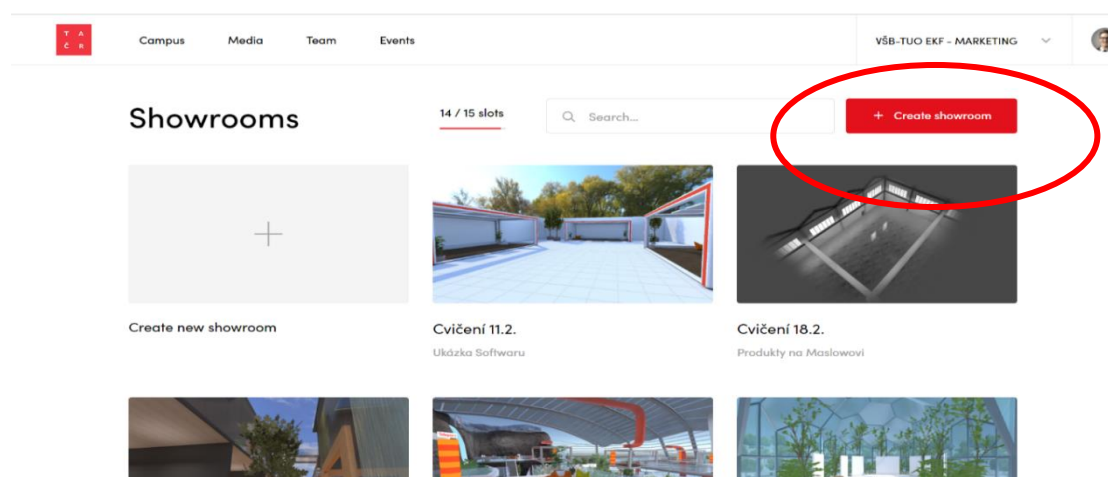 T A
Č R
Campus Media Team Events
VŠB-TUO EKF - MARKETING
Showrooms
14 / 15 slots
Search...
+ Create showroom
Create new showroom
Cvičení 11.2.
Ukázka Softwaru
Cvičení 18.2.
Produkty na Maslowovi